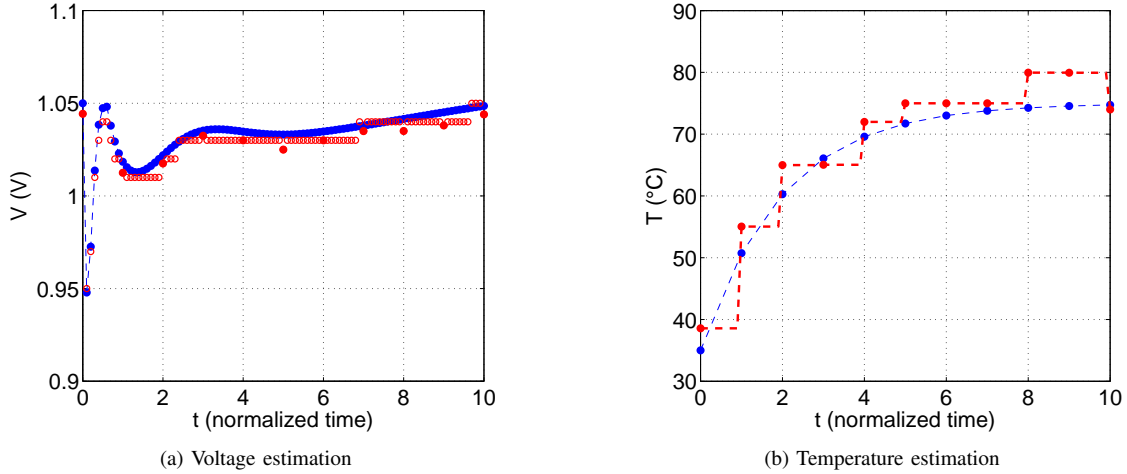 1.1
1.05
1
0.95
0.9
V (V)
0 2 4 6 8 10
t (normalized time)
(a) Voltage estimation
90
80
70
60
50
40
30
T (°C)
0 2 4 6 8 10
t (normalized time)
(b) Temperature estimation